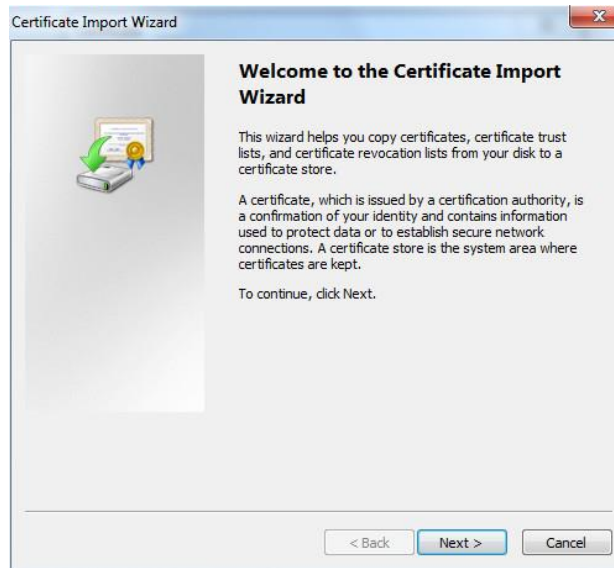 Certificate Import Wizard
Welcome to the Certificate Import
Wizard
This wizard helps you copy certificates, certificate trust
lists, and certificate revocation lists from your disk to a
certificate store.
A certificate, which is issued by a certification authority, is
a confirmation of your identity and contains information
used to protect data or to establish secure network
connections. A certificate store is the system area where
certificates are kept.
To continue, click Next.
< Back Next > Cancel